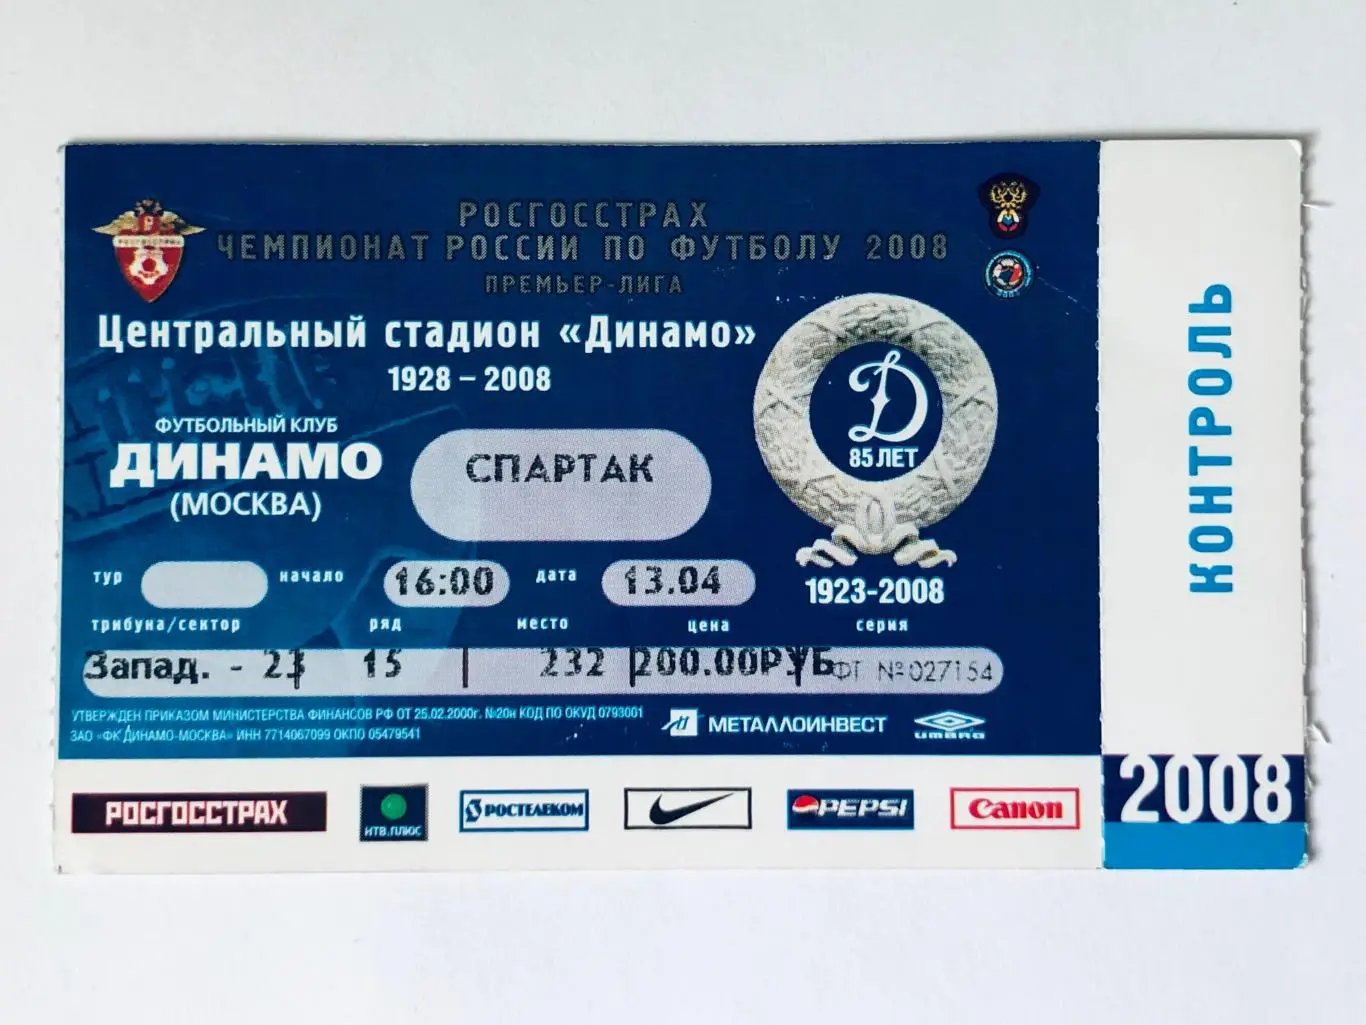 РОСГОССТРАХ
ЧЕМПИОНАТ РОССИИ ПО ФУТБОЛУ 2008
ПРЕМЬЕР-ЛИГА
Центральный стадион «Динамо»
1928 – 2008
ФУТБОЛЬНЫЙ КЛУБ
ДИНАМО
(МОСКВА)
СПАРТАК
Д
85 ЛЕТ
1923-2008
тур начало 16:00 дата 13.04
трибуна/сектор ряд место цена серия
Запад. - 23 15 232 200.00РУБ ФГ №027154
УТВЕРЖДЕН ПРИКАЗОМ МИНИСТЕРСТВА ФИНАНСОВ РФ ОТ 25.02.2000г. №20н КОД ПО ОКУД 0793001
ЗАО «ФК ДИНАМО-МОСКВА» ИНН 7714067099 ОКПО 05479541
МЕТАЛЛОИНВЕСТ
umbro
РОСГОССТРАХ
НТВ.ПЛЮС
РОСТЕЛЕКОМ
PEPSI
Canon
КОНТРОЛЬ
2008